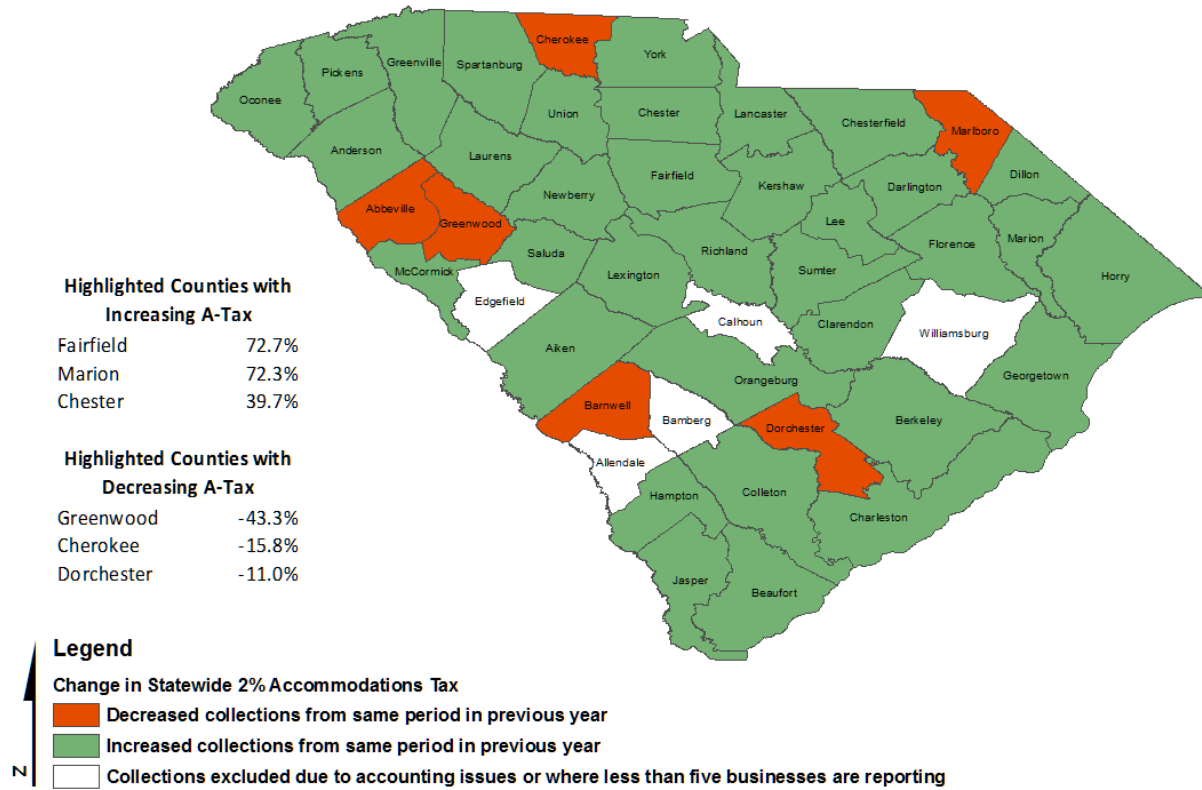 Cherokee
York
Greenville
Spartanburg
Pickens
Oconee
Union
Chester
Lancaster
Chesterfield
Marlboro
Anderson
Laurens
Dillon
Fairfield
Kershaw
Darlington
Newberry
Abbeville
Greenwood
Lee
Marion
Florence
Richland
Saluda
Sumter
McCormick
Lexington
Horry
Edgefield
Calhoun
Clarendon
Williamsburg
Aiken
Georgetown
Orangeburg
Barnwell
Bamberg
Dorchester
Berkeley
Allendale
Hampton
Colleton
Charleston
Jasper
Beaufort
Highlighted Counties with
Increasing A-Tax
Fairfield 72.7%
Marion 72.3%
Chester 39.7%
Highlighted Counties with
Decreasing A-Tax
Greenwood -43.3%
Cherokee -15.8%
Dorchester -11.0%
N
Legend
Change in Statewide 2% Accommodations Tax
Decreased collections from same period in previous year
Increased collections from same period in previous year
Collections excluded due to accounting issues or where less than five businesses are reporting